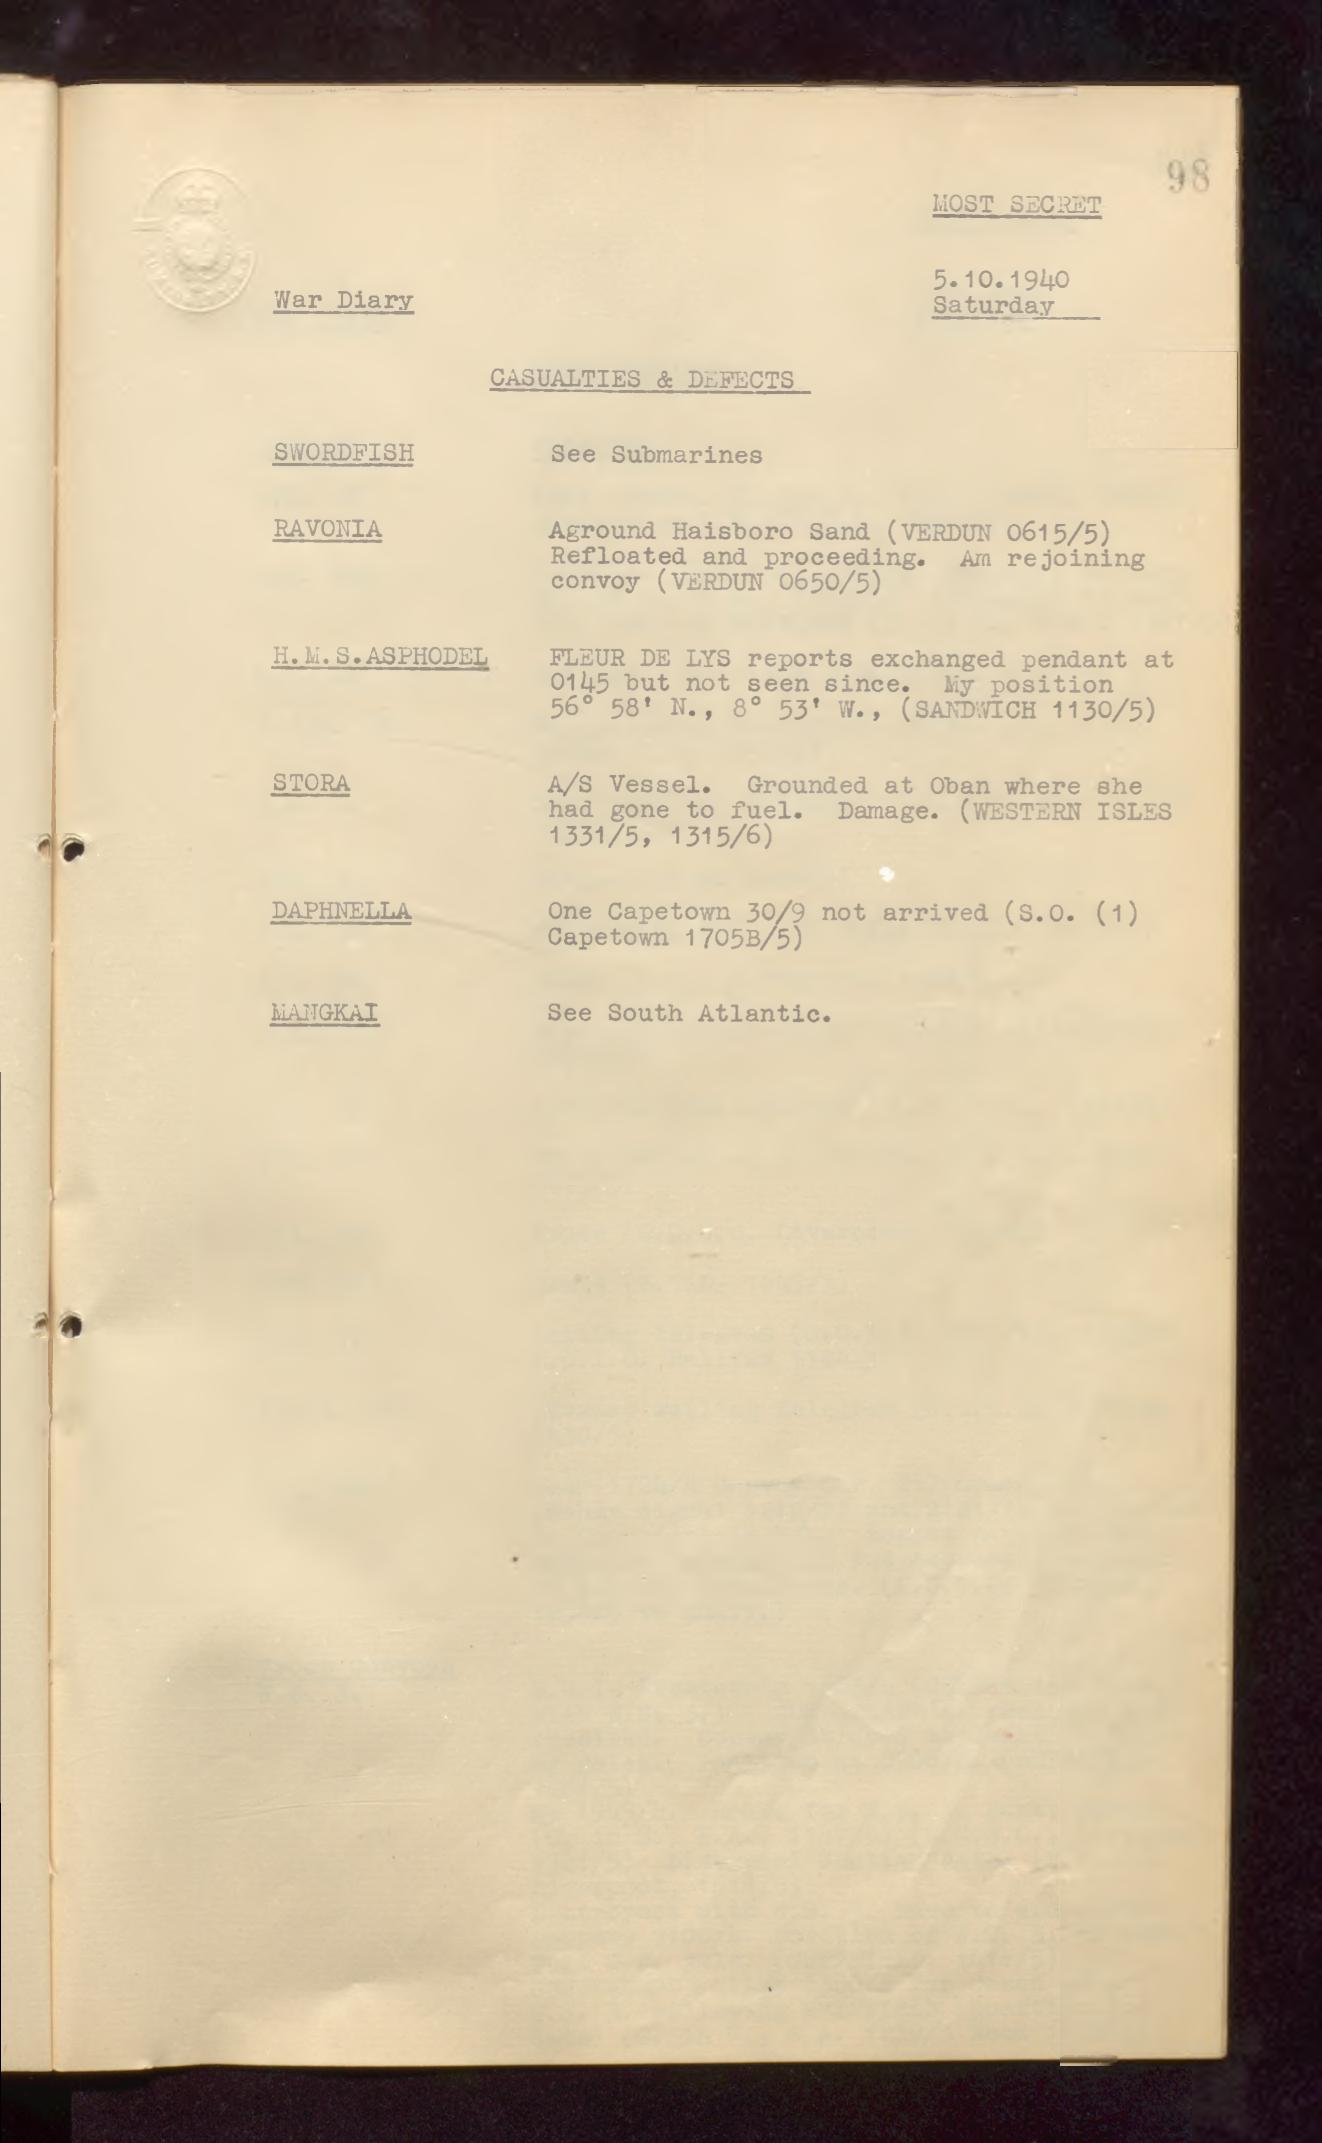 98
MOST SECRET
5.10.1940
War Diary
Saturday
CASUALTIES & DEFECTS
SWORDFISH See Submarines
RAVONIA Aground Haisboro Sand (VERDUN 0615/5)
Refloated and proceeding. Am rejoining
convoy (VERDUN 0650/5)
H.M.S.ASPHODEL FLEUR DE LYS reports exchanged pendant at
0145 but not seen since. My position
56° 58' N., 8° 53' W., (SANDWICH 1130/5)
STORA A/S Vessel. Grounded at Oban where she
had gone to fuel. Damage. (WESTERN ISLES
1331/5, 1315/6)
DAPHNELLA One Capetown 30/9 not arrived (S.O. (1)
Capetown 1705B/5)
MANGKAI See South Atlantic.